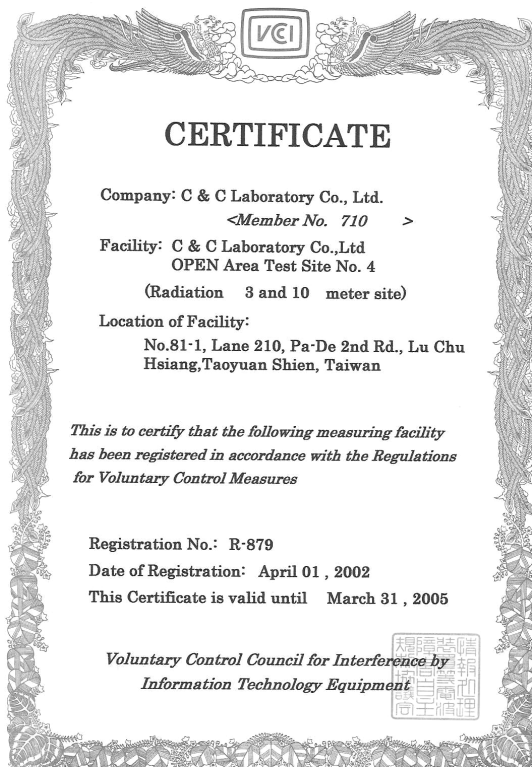 VCCI
CERTIFICATE
Company: C & C Laboratory Co., Ltd.
<Member No. 710 >
Facility: C & C Laboratory Co.,Ltd
OPEN Area Test Site No. 4
(Radiation 3 and 10 meter site)
Location of Facility:
No.81-1, Lane 210, Pa-De 2nd Rd., Lu Chu
Hsiang,Taoyuan Shien, Taiwan
This is to certify that the following measuring facility
has been registered in accordance with the Regulations
for Voluntary Control Measures
Registration No.: R-879
Date of Registration: April 01 , 2002
This Certificate is valid until March 31 , 2005
Voluntary Control Council for Interference by
Information Technology Equipment